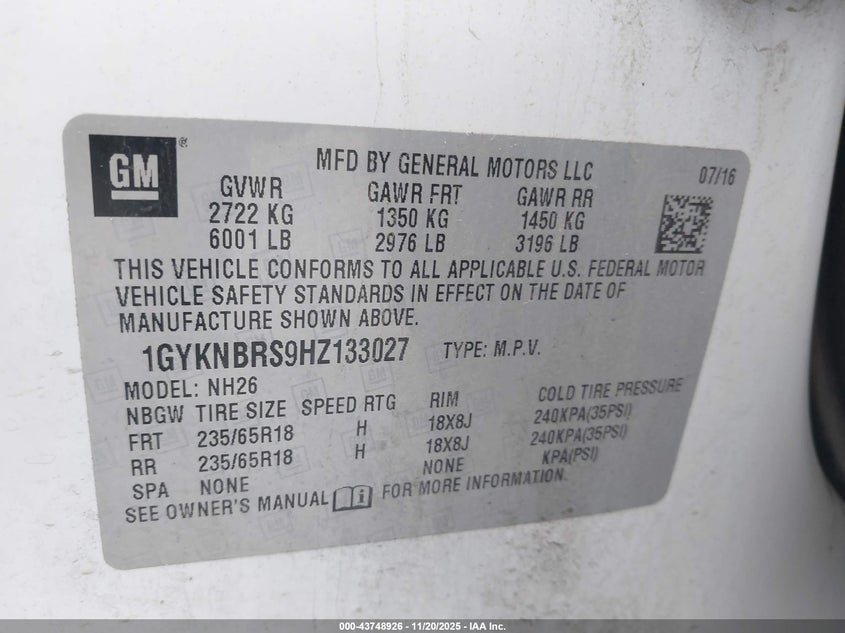 GM®
MFD BY GENERAL MOTORS LLC
07/16
GVWR GAWR FRT GAWR RR
2722 KG 1350 KG 1450 KG
6001 LB 2976 LB 3196 LB
THIS VEHICLE CONFORMS TO ALL APPLICABLE U.S. FEDERAL MOTOR
VEHICLE SAFETY STANDARDS IN EFFECT ON THE DATE OF
MANUFACTURE SHOWN ABOVE.
1GYKNBRS9HZ133027 TYPE: M.P.V.
MODEL: NH26
NBGW TIRE SIZE SPEED RTG RIM COLD TIRE PRESSURE
FRT 235/65R18 H 18X8J 240KPA(35PSI)
RR 235/65R18 H 18X8J 240KPA(35PSI)
SPA NONE NONE KPA(PSI)
SEE OWNER'S MANUAL i FOR MORE INFORMATION.
000-43748926 - 11/20/2025 - IAA Inc.